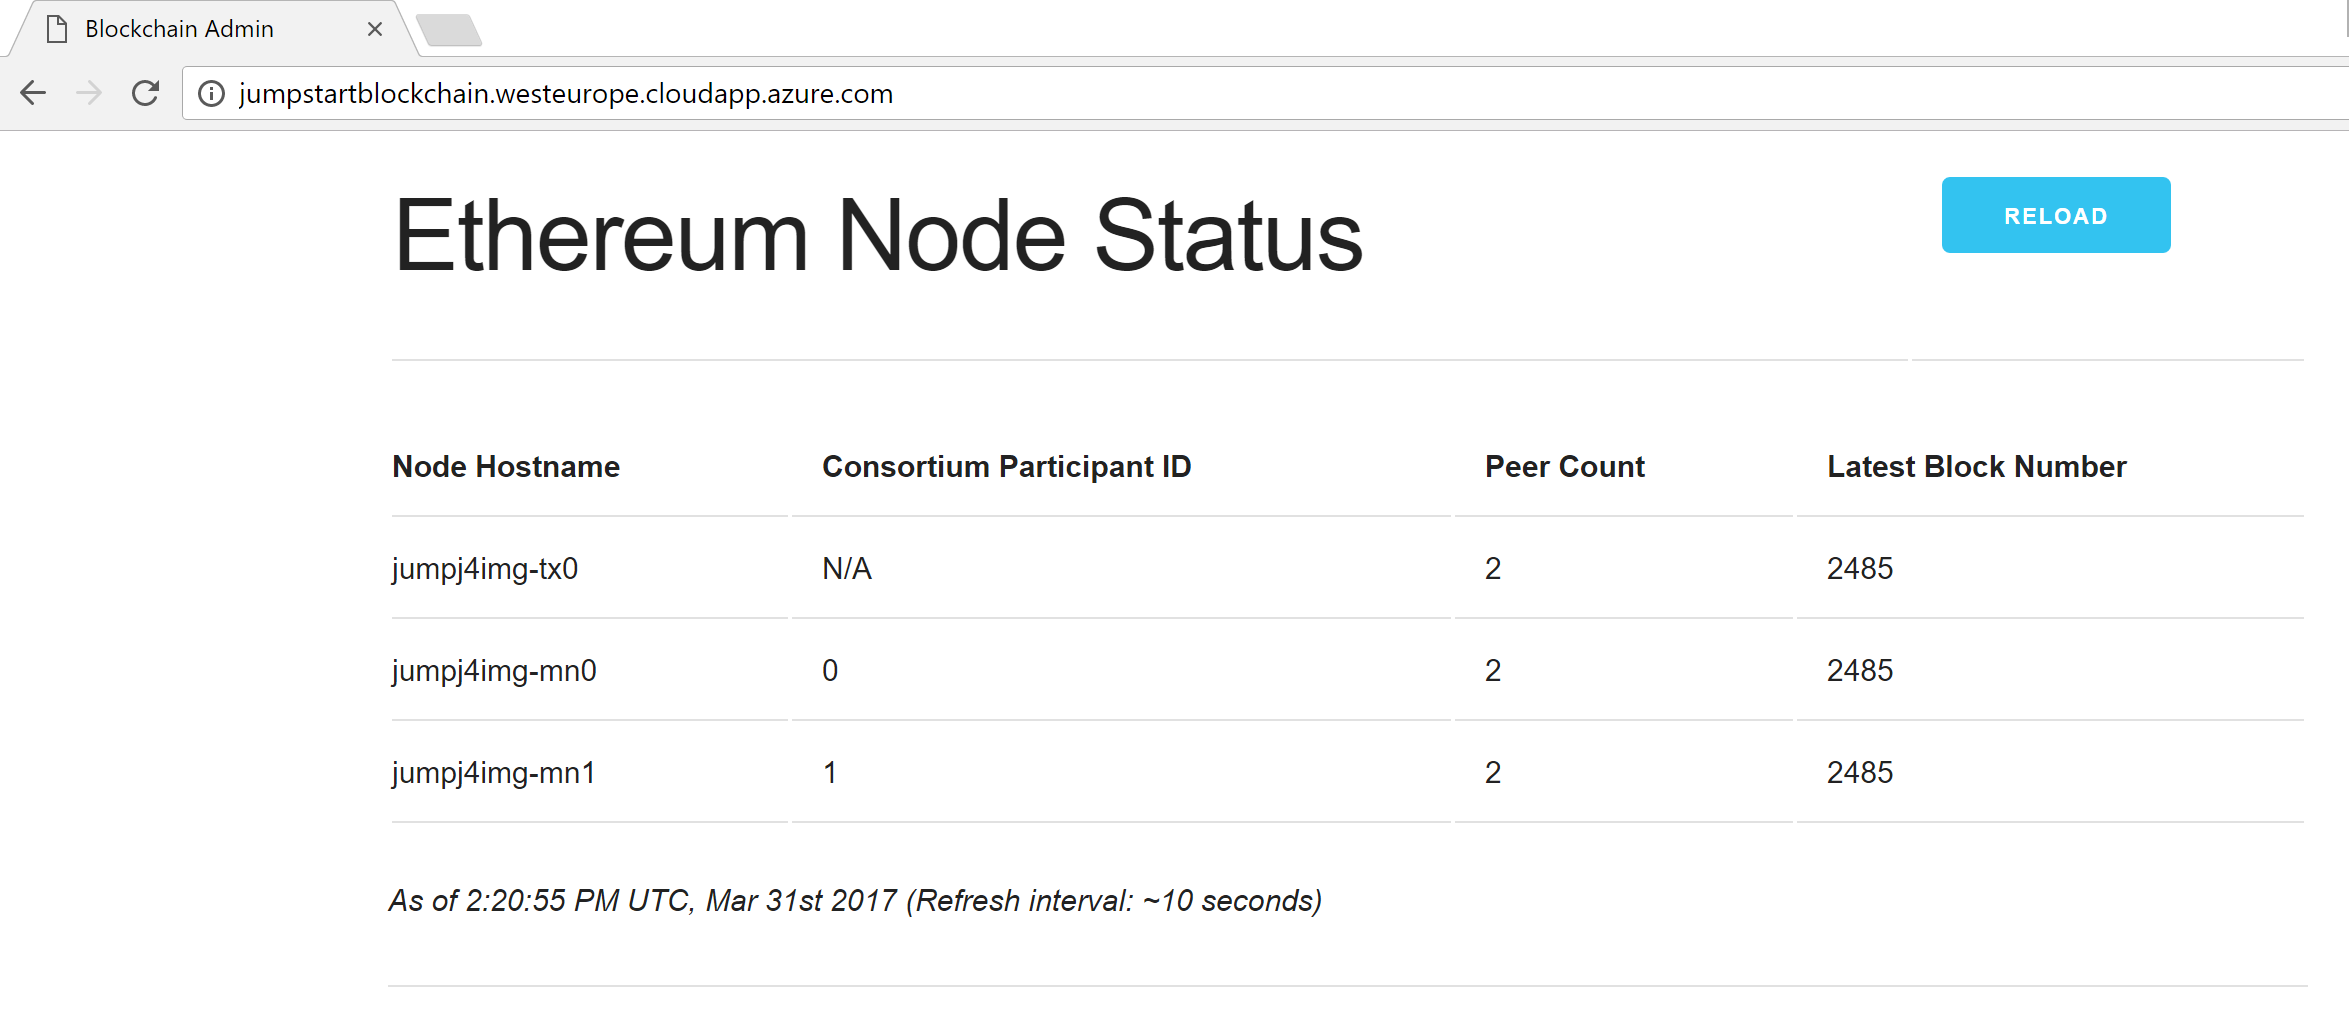 Blockchain Admin
jumpstartblockchain.westeurope.cloudapp.azure.com
Ethereum Node Status
RELOAD
Node Hostname Consortium Participant ID Peer Count Latest Block Number
jumpj4img-tx0 N/A 2 2485
jumpj4img-mn0 0 2 2485
jumpj4img-mn1 1 2 2485
As of 2:20:55 PM UTC, Mar 31st 2017 (Refresh interval: ~10 seconds)